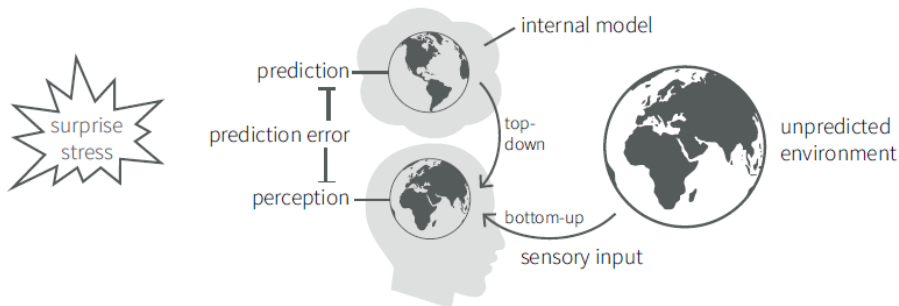 internal model
prediction
surprise
stress
prediction error
top-
down
unpredicted
environment
perception
bottom-up
sensory input